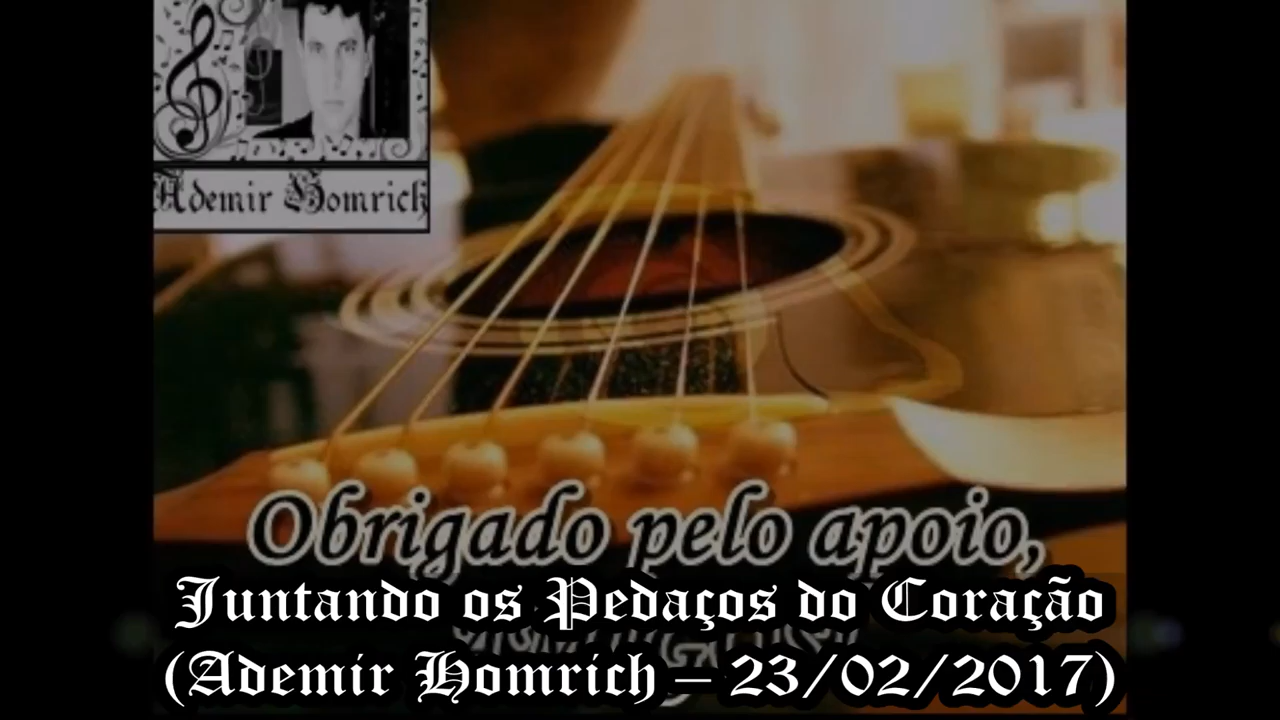 Ademir Homrich
Obrigado pelo apoio,
Juntando os Pedaços do Coração
(Ademir Homrich – 23/02/2017)